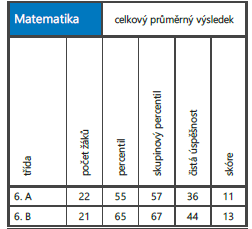 Matematika celkový průměrný výsledek
třída počet žáků percentil skupinový percentil čistá úspěšnost skóre
6. A 22 55 57 36 11
6. B 21 65 67 44 13